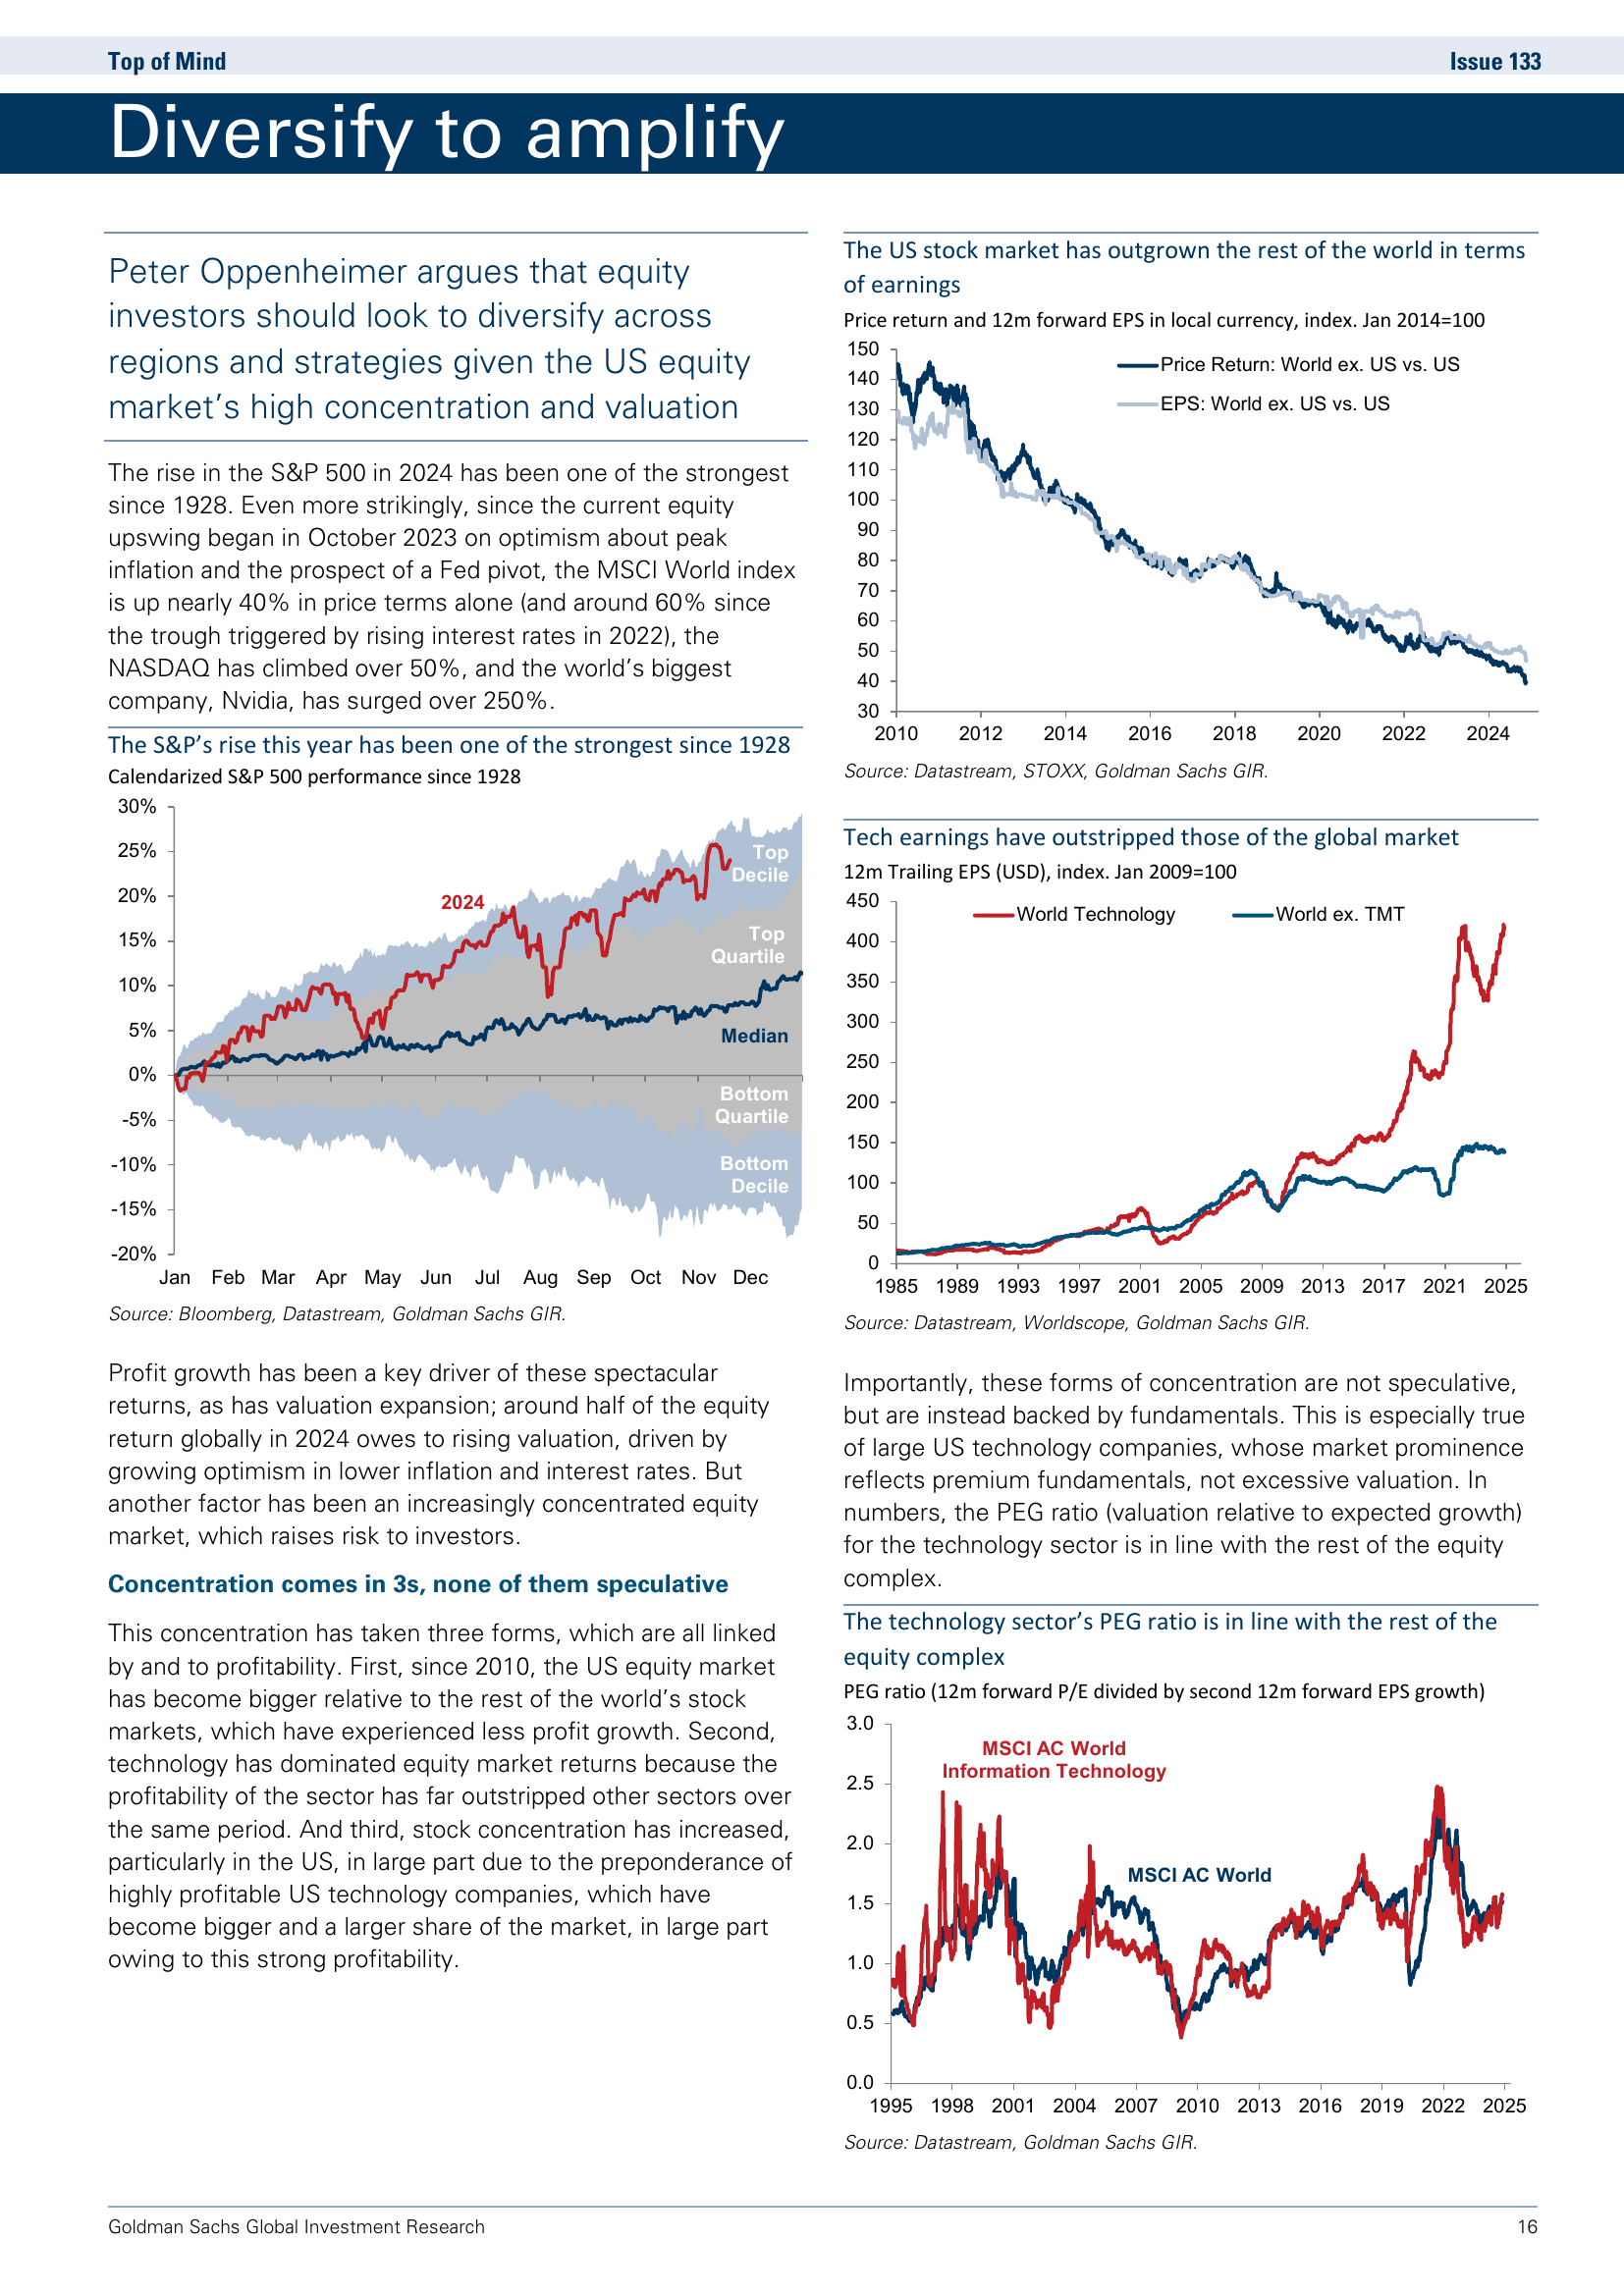 Top of Mind
Issue 133
Diversify to amplify
Peter Oppenheimer argues that equity
investors should look to diversify across
regions and strategies given the US equity
market’s high concentration and valuation
The rise in the S&P 500 in 2024 has been one of the strongest
since 1928. Even more strikingly, since the current equity
upswing began in October 2023 on optimism about peak
inflation and the prospect of a Fed pivot, the MSCI World index
is up nearly 40% in price terms alone (and around 60% since
the trough triggered by rising interest rates in 2022), the
NASDAQ has climbed over 50%, and the world’s biggest
company, Nvidia, has surged over 250%.
The S&P’s rise this year has been one of the strongest since 1928
Calendarized S&P 500 performance since 1928
30%
25%
20%
15%
10%
5%
0%
-5%
-10%
-15%
-20%
2024
Top
Decile
Top
Quartile
Median
Bottom
Quartile
Bottom
Decile
Jan Feb Mar Apr May Jun Jul Aug Sep Oct Nov Dec
Source: Bloomberg, Datastream, Goldman Sachs GIR.
Profit growth has been a key driver of these spectacular
returns, as has valuation expansion; around half of the equity
return globally in 2024 owes to rising valuation, driven by
growing optimism in lower inflation and interest rates. But
another factor has been an increasingly concentrated equity
market, which raises risk to investors.
Concentration comes in 3s, none of them speculative
This concentration has taken three forms, which are all linked
by and to profitability. First, since 2010, the US equity market
has become bigger relative to the rest of the world’s stock
markets, which have experienced less profit growth. Second,
technology has dominated equity market returns because the
profitability of the sector has far outstripped other sectors over
the same period. And third, stock concentration has increased,
particularly in the US, in large part due to the preponderance of
highly profitable US technology companies, which have
become bigger and a larger share of the market, in large part
owing to this strong profitability.
The US stock market has outgrown the rest of the world in terms
of earnings
Price return and 12m forward EPS in local currency, index. Jan 2014=100
150
140
130
120
110
100
90
80
70
60
50
40
30
Price Return: World ex. US vs. US
EPS: World ex. US vs. US
2010 2012 2014 2016 2018 2020 2022 2024
Source: Datastream, STOXX, Goldman Sachs GIR.
Tech earnings have outstripped those of the global market
12m Trailing EPS (USD), index. Jan 2009=100
450
400
350
300
250
200
150
100
50
0
World Technology
World ex. TMT
1985 1989 1993 1997 2001 2005 2009 2013 2017 2021 2025
Source: Datastream, Worldscope, Goldman Sachs GIR.
Importantly, these forms of concentration are not speculative,
but are instead backed by fundamentals. This is especially true
of large US technology companies, whose market prominence
reflects premium fundamentals, not excessive valuation. In
numbers, the PEG ratio (valuation relative to expected growth)
for the technology sector is in line with the rest of the equity
complex.
The technology sector’s PEG ratio is in line with the rest of the
equity complex
PEG ratio (12m forward P/E divided by second 12m forward EPS growth)
3.0
2.5
2.0
1.5
1.0
0.5
0.0
MSCI AC World
Information Technology
MSCI AC World
1995 1998 2001 2004 2007 2010 2013 2016 2019 2022 2025
Source: Datastream, Goldman Sachs GIR.
Goldman Sachs Global Investment Research
16